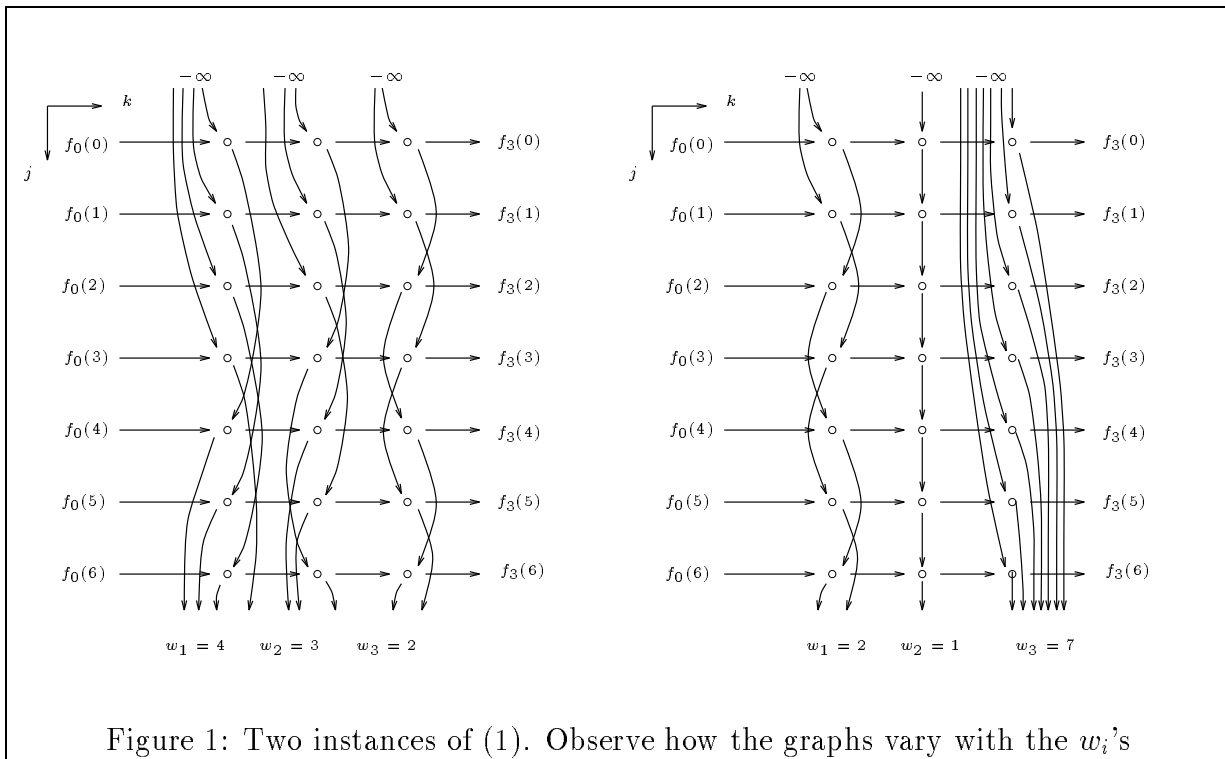 −∞ −∞ −∞ −∞ −∞ −∞
k k
f0(0) f3(0) f0(0) f3(0)
j j
f0(1) f3(1) f0(1) f3(1)
f0(2) f3(2) f0(2) f3(2)
f0(3) f3(3) f0(3) f3(3)
f0(4) f3(4) f0(4) f3(4)
f0(5) f3(5) f0(5) f3(5)
f0(6) f3(6) f0(6) f3(6)
w1 = 4 w2 = 3 w3 = 2 w1 = 2 w2 = 1 w3 = 7
Figure 1: Two instances of (1). Observe how the graphs vary with the wi's